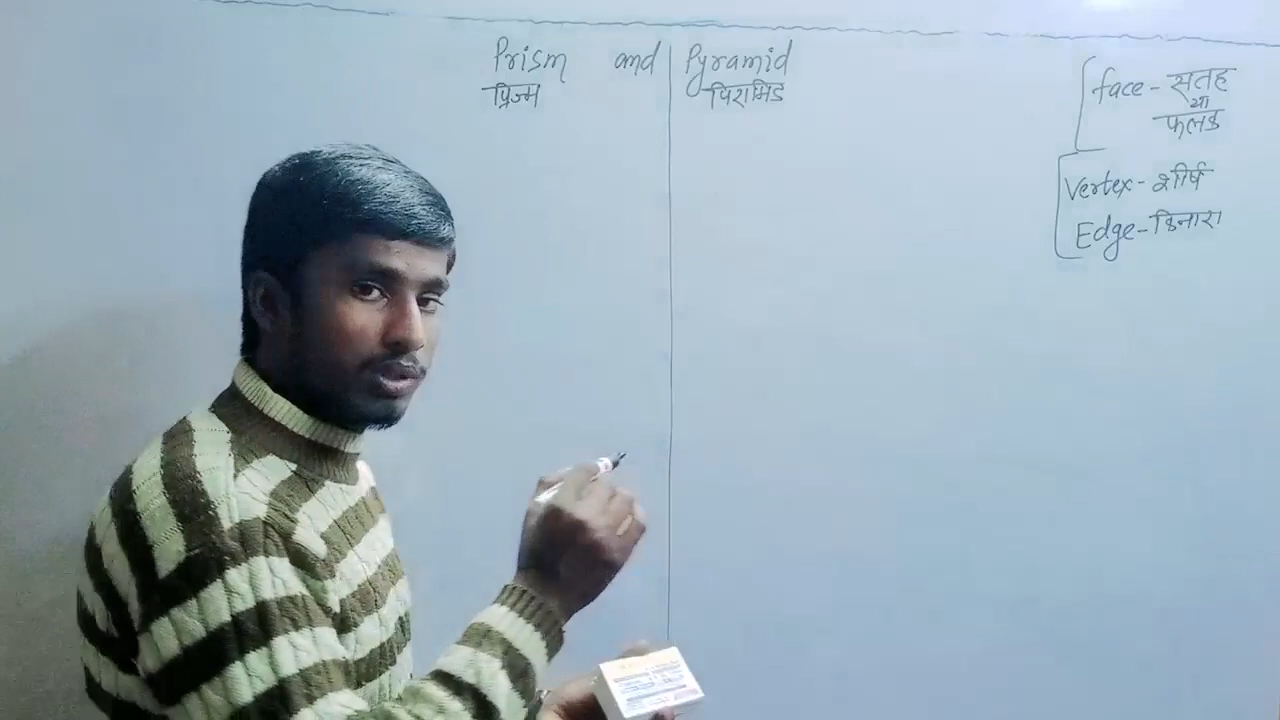 Prism and Pyramid
प्रिज्म पिरामिड
face - सतह
या
फलक
Vertex - शीर्ष
Edge - किनारा